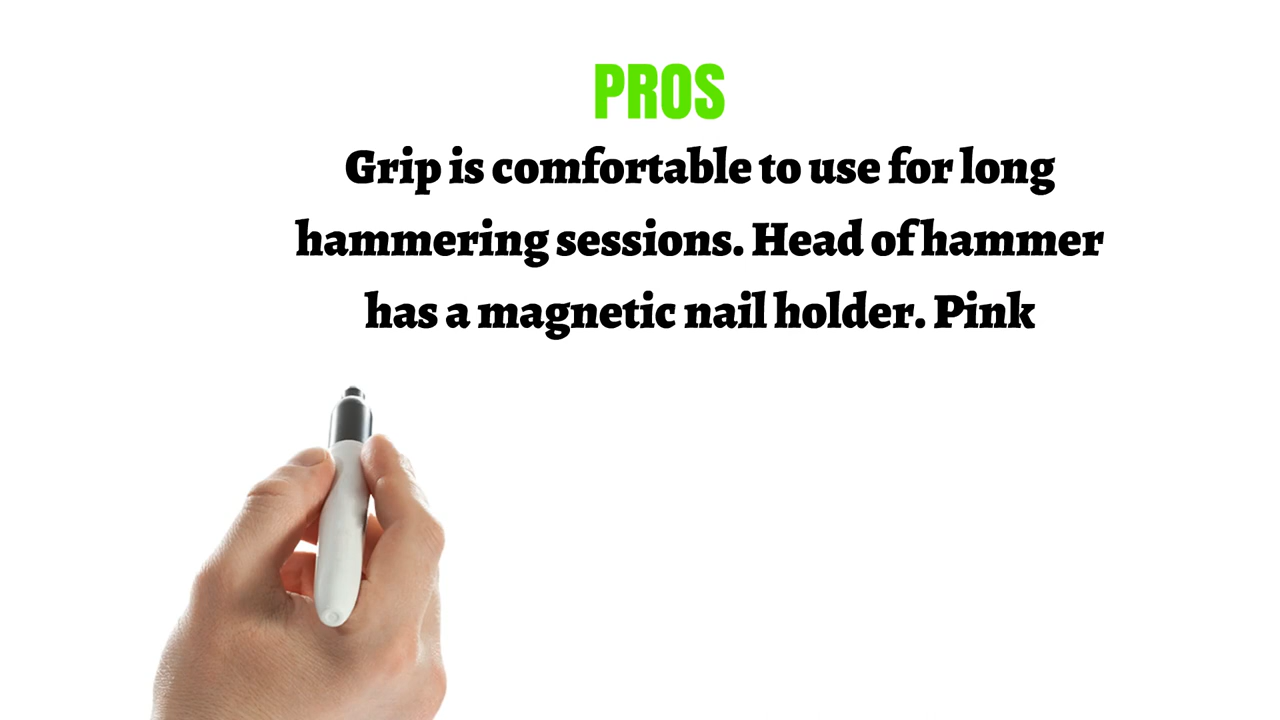 PROS
Grip is comfortable to use for long
hammering sessions. Head of hammer
has a magnetic nail holder. Pink